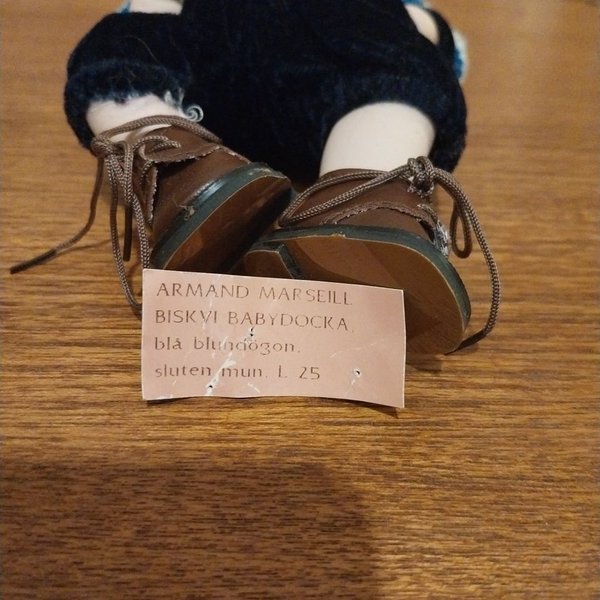 ARMAND MARSEILL
BISKVI BABYDOCKA,
blå blundögon,
sluten mun. L 25